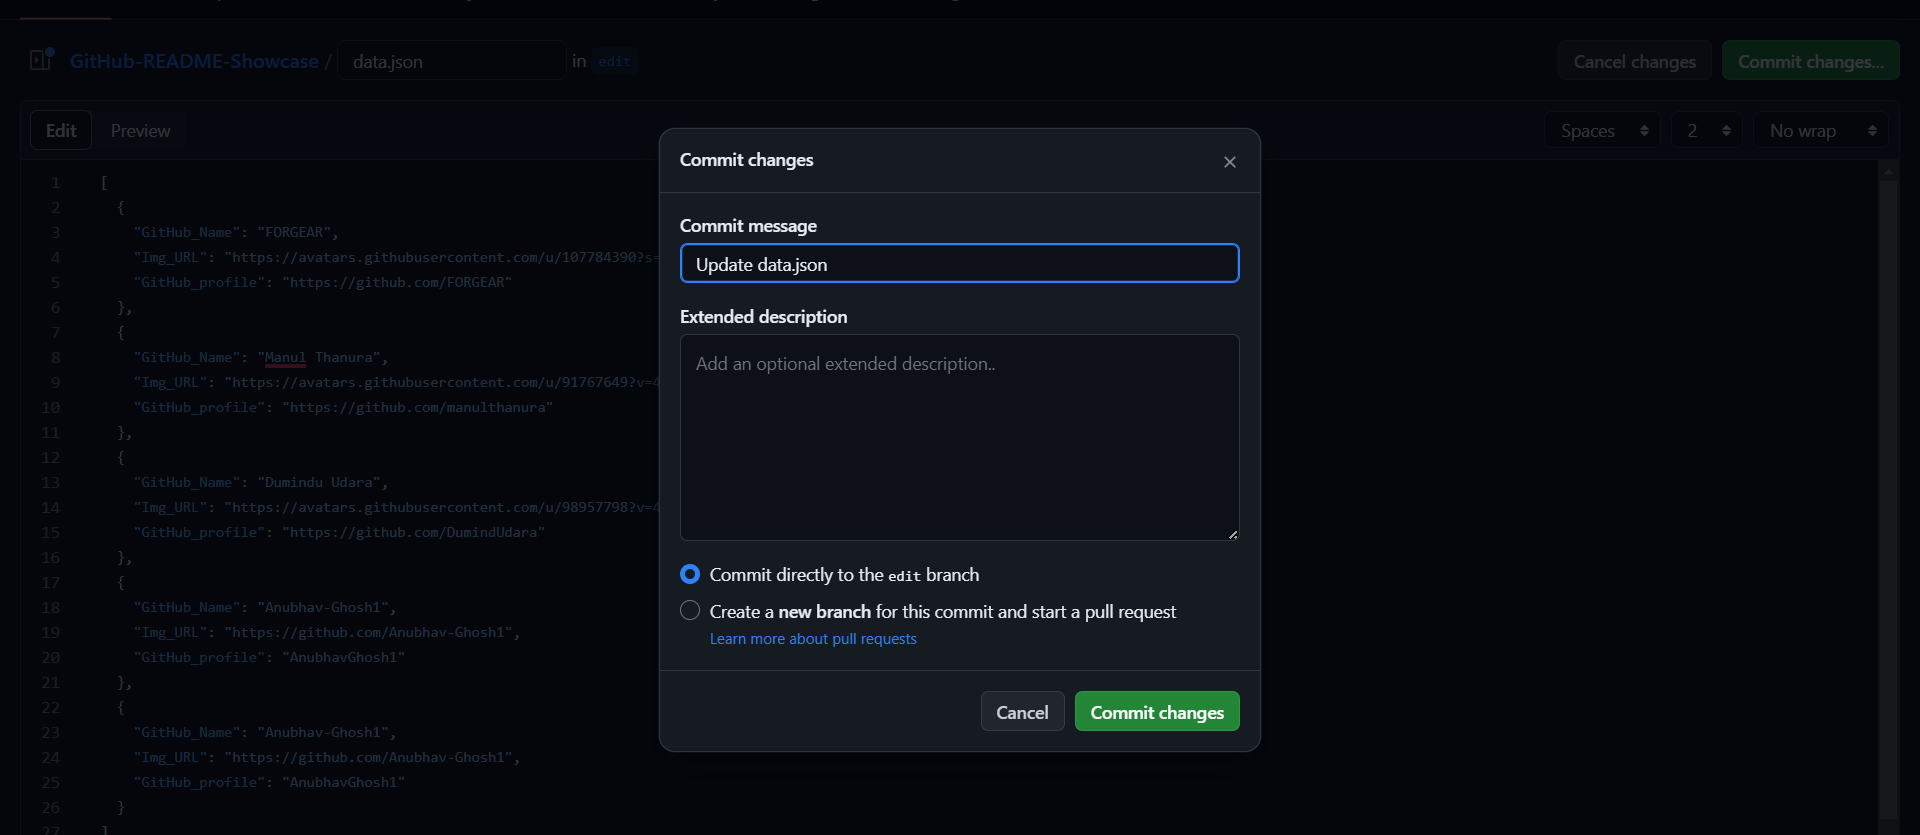 GitHub-README-Showcase / data.json in edit
Cancel changes Commit changes...
Edit Preview
Spaces 2 No wrap
1 [
2 {
3 "GitHub_Name": "FORGEAR",
4 "Img_URL": "https://avatars.githubusercontent.com/u/107784390?s=
5 "GitHub_profile": "https://github.com/FORGEAR"
6 },
7 {
8 "GitHub_Name": "Manul Thanura",
9 "Img_URL": "https://avatars.githubusercontent.com/u/91767649?v=4
10 "GitHub_profile": "https://github.com/manulthanura"
11 },
12 {
13 "GitHub_Name": "Dumindu Udara",
14 "Img_URL": "https://avatars.githubusercontent.com/u/98957798?v=4
15 "GitHub_profile": "https://github.com/DumindUdara"
16 },
17 {
18 "GitHub_Name": "Anubhav-Ghosh1",
19 "Img_URL": "https://github.com/Anubhav-Ghosh1",
20 "GitHub_profile": "AnubhavGhosh1"
21 },
22 {
23 "GitHub_Name": "Anubhav-Ghosh1",
24 "Img_URL": "https://github.com/Anubhav-Ghosh1",
25 "GitHub_profile": "AnubhavGhosh1"
26 }
27 ]
Commit changes
Commit message
Update data.json
Extended description
Add an optional extended description..
Commit directly to the edit branch
Create a new branch for this commit and start a pull request
Learn more about pull requests
Cancel Commit changes